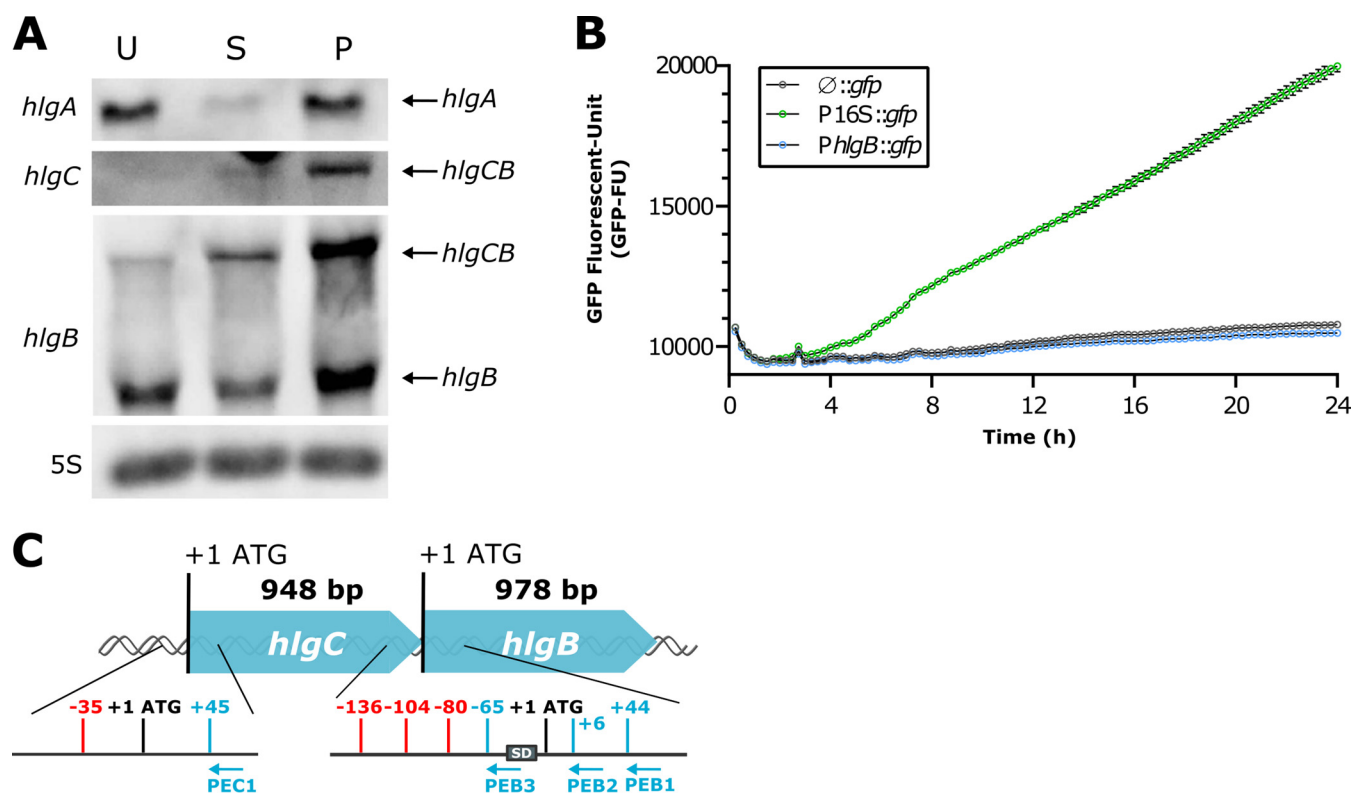 A
U S P
hlgA
hlgA
hlgC
hlgCB
hlgCB
hlgB
hlgB
5S
B
GFP Fluorescent-Unit
(GFP-FU)
20000
15000
10000
∅::gfp
P16S::gfp
PhlgB::gfp
0 4 8 12 16 20 24
Time (h)
C
+1 ATG +1 ATG
948 bp 978 bp
hlgC hlgB
-35 +1 ATG +45
PEC1
-136 -104 -80 -65 +1 ATG +6 +44
SD
PEB3 PEB2 PEB1